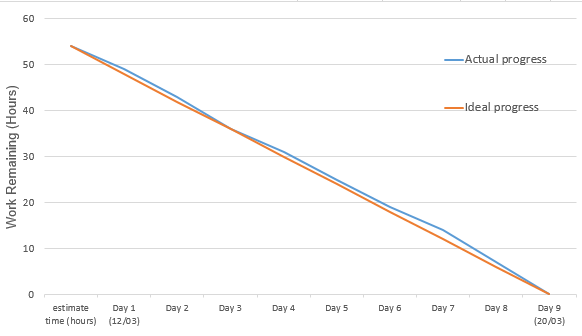 60
50
40
30
20
10
0
Work Remaining (Hours)
Actual progress
Ideal progress
estimate time (hours)
Day 1 (12/03)
Day 2
Day 3
Day 4
Day 5
Day 6
Day 7
Day 8
Day 9 (20/03)